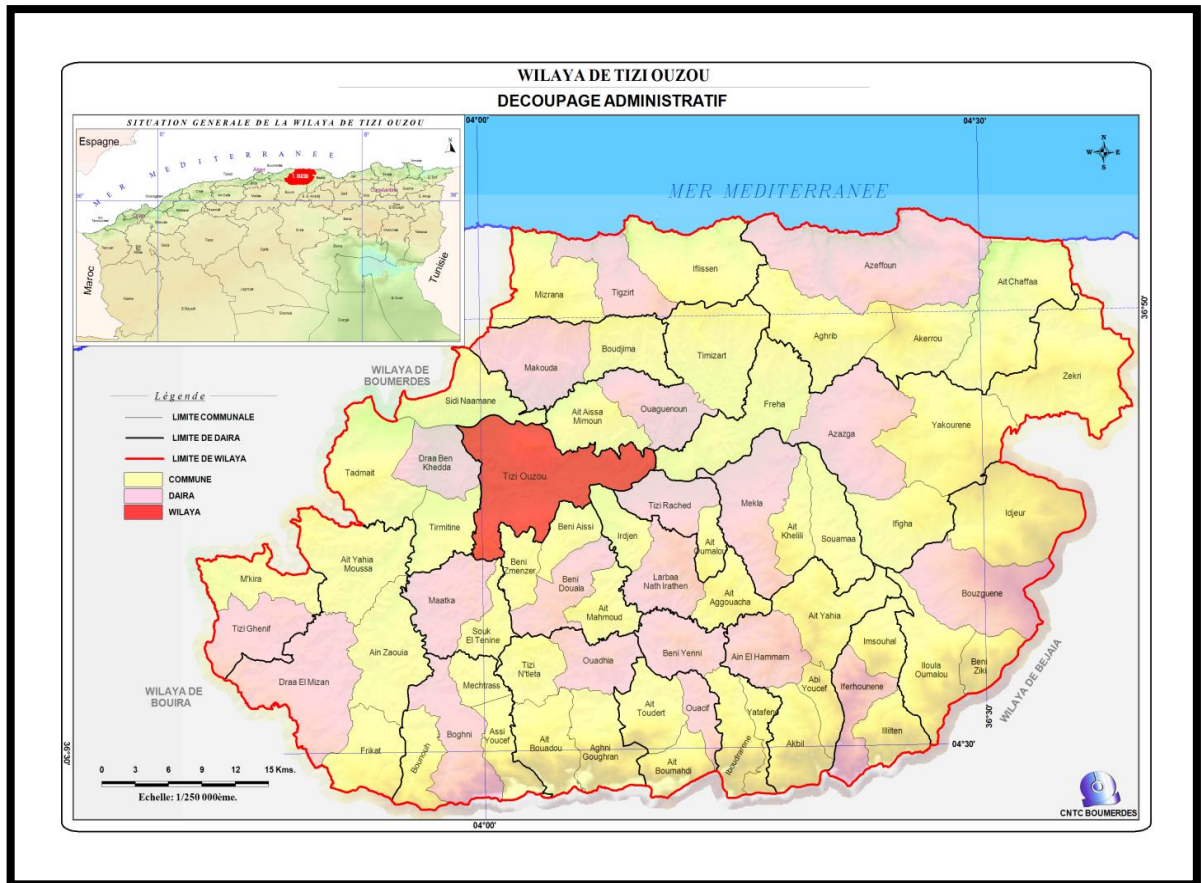 WILAYA DE TIZI OUZOU
DECOUPAGE ADMINISTRATIF
SITUATION GENERALE DE LA WILAYA DE TIZI OUZOU
Espagne
MER MEDITERRANEE
Maroc
Tunisie
04°00'
04°30'
N
W E
S
MER MEDITERRANEE
Iflissen
Azeffoun
Tigzirt
Mizrana
Ait Chaffaa
36°50'
Aghrib
Akerrou
Boudjima
Timizart
Makouda
Zekri
WILAYA DE
BOUMERDES
Sidi Naamane
Freha
Ait Aissa
Mimoun
Ouaguenoun
Azazga
Yakourene
Légende
LIMITE COMMUNALE
LIMITE DE DAIRA
LIMITE DE WILAYA
COMMUNE
DAIRA
WILAYA
Draa Ben
Khedda
Tadmait
Tizi Ouzou
Tizi Rached
Mekla
Idjeur
Tirmitine
Beni Aissi
Irdjen
Ait
Oumalou
Ait
Khelili
Souamaa
Ifigha
Ait Yahia
Moussa
Beni
Zmenzer
M'kira
Maatka
Beni
Douala
Larbaa
Nath Irathen
Bouzguene
Tizi Ghenif
Ait
Mahmoud
Ait
Aggouacha
Ait Yahia
Souk
El Tenine
Imsouhal
Ain Zaouia
Tizi
N'tleta
Ouadhia
Beni Yenni
Ain El Hammam
Iloula
Oumalou
Beni
Ziki
Draa El Mizan
Mechtrass
Abi
Youcef
Iferhounene
WILAYA DE
BOUIRA
WILAYA DE BEJAIA
Ait
Toudert
Ouacif
Yatafene
36°30'
Frikat
Bounouh
Boghni
Assi
Youcef
Ait
Bouadou
Aghni
Goughran
Ait
Boumahdi
Iboudrarene
Akbil
Illilten
04°30'
36°30'
0 3 6 9 12 15 Kms.
Echelle: 1/250 000ème.
04°00'
CNTC BOUMERDES